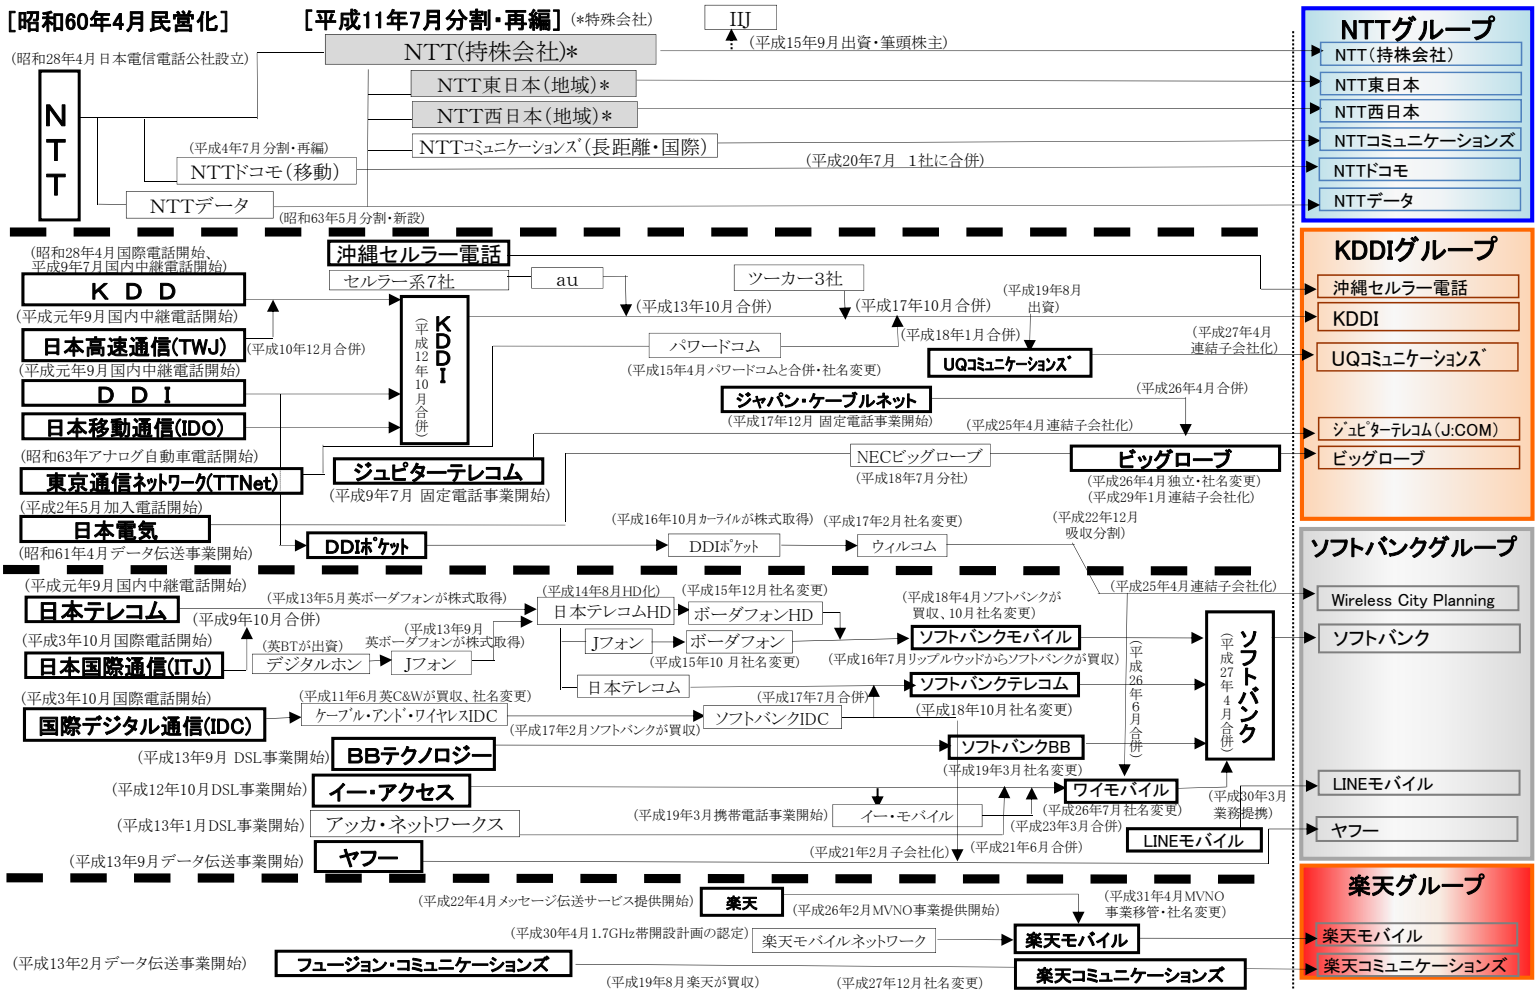 [昭和60年4月民営化]
[平成11年7月分割・再編]
(*特殊会社)
IIJ
(平成15年9月出資・筆頭株主)
(昭和28年4月日本電信電話公社設立)
NTT(持株会社)*
NTT東日本(地域)*
NTT西日本(地域)*
NTT
(平成4年7月分割・再編)
NTTコミュニケーションズ(長距離・国際)
(平成20年7月 1社に合併)
NTTドコモ(移動)
NTTデータ
(昭和63年5月分割・新設)
NTTグループ
NTT(持株会社)
NTT東日本
NTT西日本
NTTコミュニケーションズ
NTTドコモ
NTTデータ
(昭和28年4月国際電話開始、
平成9年7月国内中継電話開始)
沖縄セルラー電話
セルラー系7社
au
ツーカー3社
KDD
(平成元年9月国内中継電話開始)
日本高速通信(TWJ)
(平成10年12月合併)
(平成元年9月国内中継電話開始)
DDI
日本移動通信(IDO)
(昭和63年アナログ自動車電話開始)
東京通信ネットワーク(TTNet)
(平成2年5月加入電話開始)
日本電気
(昭和61年4月データ伝送事業開始)
KDDI
(平成12年10月合併)
(平成13年10月合併)
(平成17年10月合併)
(平成19年8月
出資)
(平成18年1月合併)
パワードコム
(平成15年4月パワードコムと合併・社名変更)
UQコミュニケーションズ
(平成27年4月
連結子会社化)
ジャパン・ケーブルネット
(平成17年12月 固定電話事業開始)
(平成26年4月合併)
(平成25年4月連結子会社化)
ジュピターテレコム
(平成9年7月 固定電話事業開始)
NECビッグローブ
(平成18年7月分社)
ビッグローブ
(平成26年4月独立・社名変更)
(平成29年1月連結子会社化)
DDIポケット
(平成16年10月カーライルが株式取得)
DDIポケット
(平成17年2月社名変更)
ウィルコム
(平成22年12月
吸収分割)
KDDIグループ
沖縄セルラー電話
KDDI
UQコミュニケーションズ
ジュピターテレコム(J:COM)
ビッグローブ
(平成元年9月国内中継電話開始)
日本テレコム
(平成9年10月合併)
(平成3年10月国際電話開始)
日本国際通信(ITJ)
(平成3年10月国際電話開始)
国際デジタル通信(IDC)
(平成13年5月英ボーダフォンが株式取得)
(英BTが出資)
デジタルホン
(平成13年9月
英ボーダフォンが株式取得)
Jフォン
(平成14年8月HD化)
日本テレコムHD
(平成15年12月社名変更)
ボーダフォンHD
Jフォン
ボーダフォン
(平成15年10月社名変更)
日本テレコム
(平成18年4月ソフトバンクが
買収、10月社名変更)
ソフトバンクモバイル
(平成16年7月リップルウッドからソフトバンクが買収)
ソフトバンクテレコム
(平成17年7月合併)
(平成18年10月社名変更)
(平成11年6月英C&Wが買収、社名変更)
ケーブル・アンド・ワイヤレスIDC
(平成17年2月ソフトバンクが買収)
ソフトバンクIDC
(平成25年4月連結子会社化)
(平成26年6月合併)
ソフトバンク
(平成27年4月合併)
(平成13年9月 DSL事業開始)
BBテクノロジー
ソフトバンクBB
(平成19年3月社名変更)
(平成12年10月DSL事業開始)
イー・アクセス
ワイモバイル
(平成26年7月社名変更)
(平成30年3月
業務提携)
(平成19年3月携帯電話事業開始)
イー・モバイル
(平成23年3月合併)
(平成13年1月DSL事業開始)
アッカ・ネットワークス
(平成21年6月合併)
LINEモバイル
(平成13年9月データ伝送事業開始)
ヤフー
(平成21年2月子会社化)
ソフトバンクグループ
Wireless City Planning
ソフトバンク
LINEモバイル
ヤフー
(平成22年4月メッセージ伝送サービス提供開始)
楽天
(平成26年2月MVNO事業提供開始)
(平成31年4月MVNO
事業移管・社名変更)
(平成30年4月1.7GHz帯開設計画の認定)
楽天モバイルネットワーク
楽天モバイル
(平成13年2月データ伝送事業開始)
フュージョン・コミュニケーションズ
(平成19年8月楽天が買収)
(平成27年12月社名変更)
楽天コミュニケーションズ
楽天グループ
楽天モバイル
楽天コミュニケーションズ